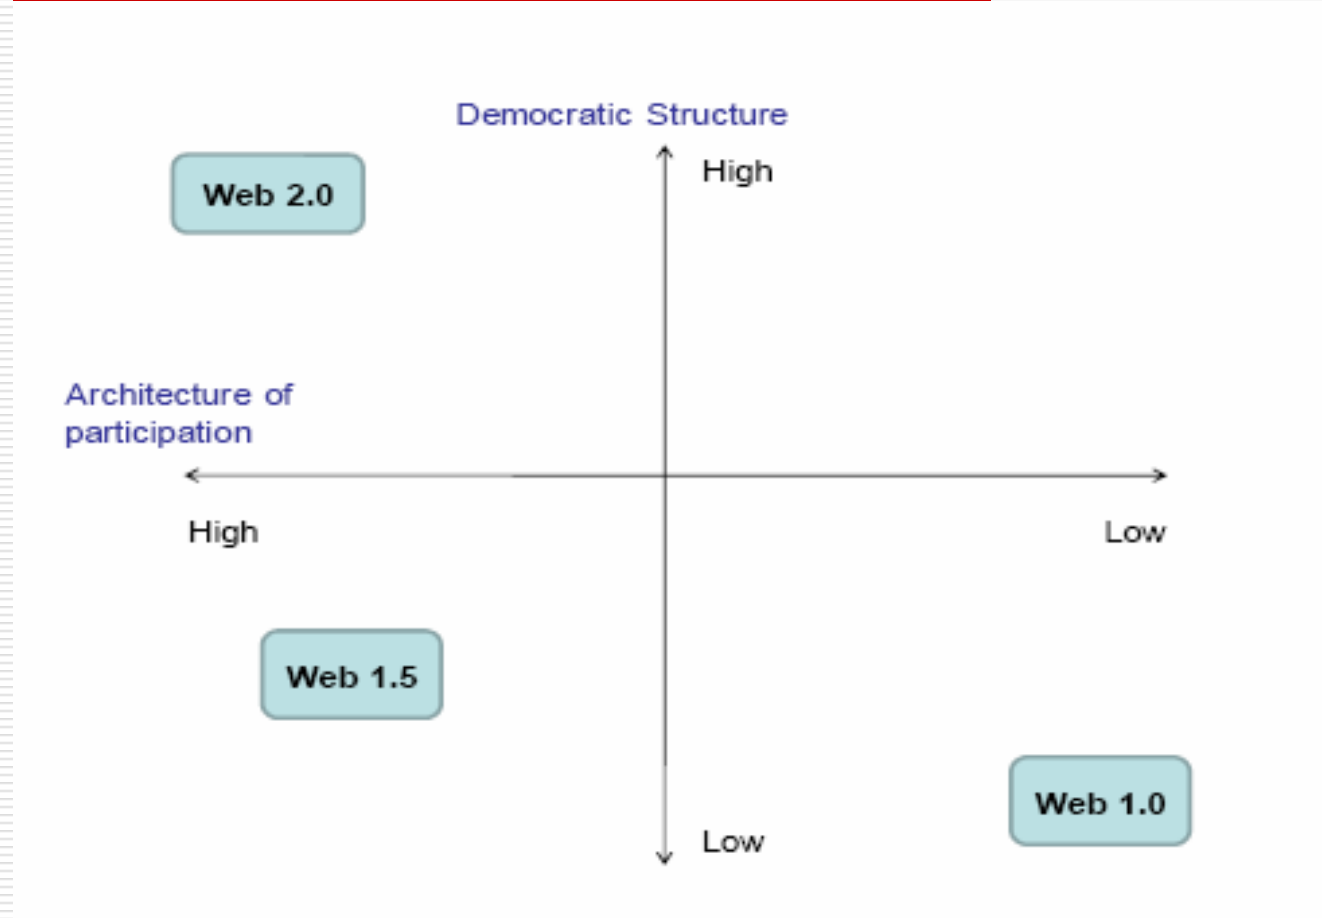 Democratic Structure
High
Web 2.0
Architecture of
participation
High
Low
Web 1.5
Web 1.0
Low